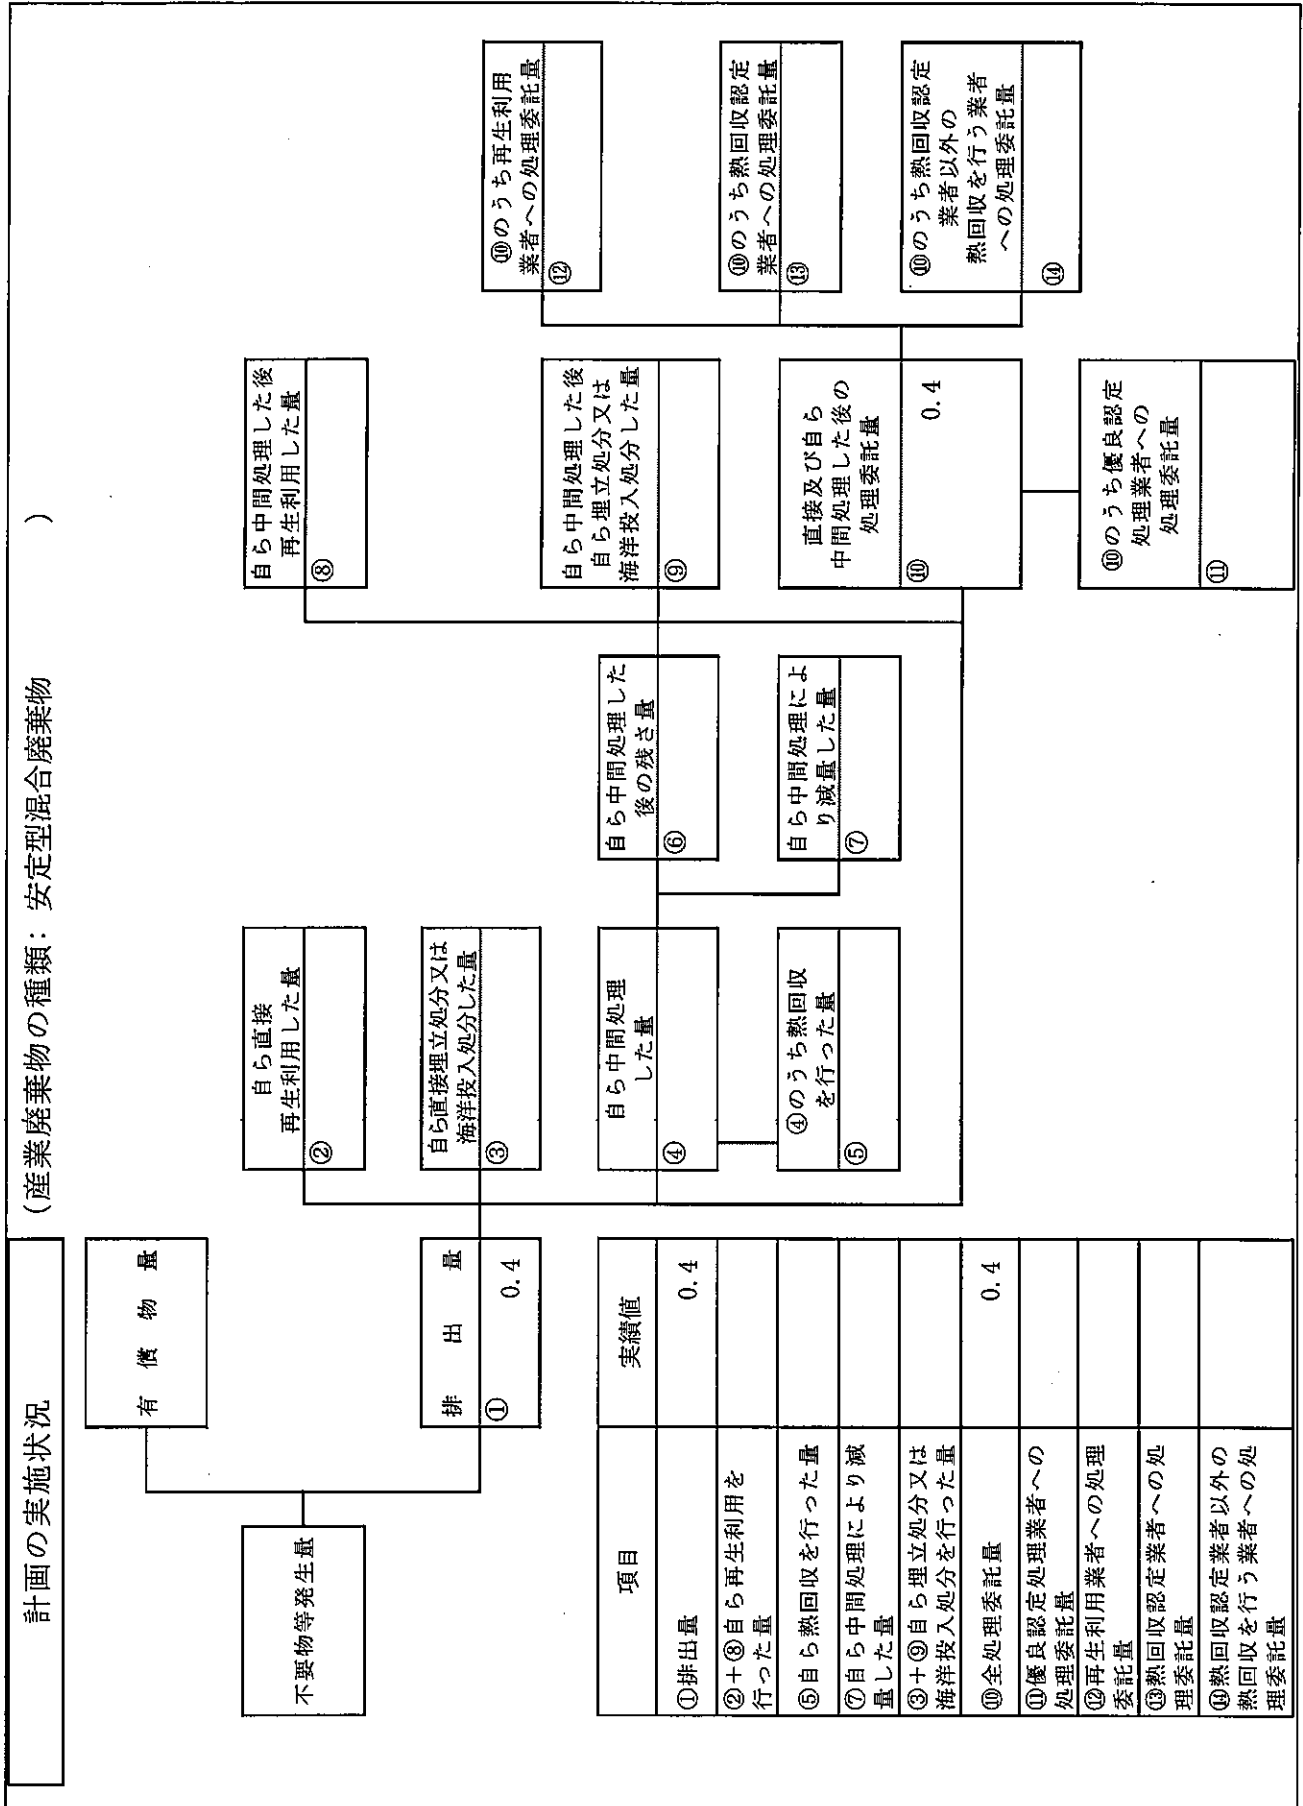 計画の実施状況
(産業廃棄物の種類: 安定型混合廃棄物 )
不要物等発生量
有償物量
排出量
① 0.4
自ら直接
再生利用した量
②
自ら直接埋立処分又は
海洋投入処分した量
③
自ら中間処理
した量
④
④のうち熱回収
を行った量
⑤
自ら中間処理した
後の残さ量
⑥
自ら中間処理によ
り減量した量
⑦
自ら中間処理した後
再生利用した量
⑧
自ら中間処理した後
自ら埋立処分又は
海洋投入処分した量
⑨
直接及び自ら
中間処理した後の
処理委託量
⑩ 0.4
⑩のうち優良認定
処理業者への
処理委託量
⑪
⑩のうち再生利用
業者への処理委託量
⑫
⑩のうち熱回収認定
業者への処理委託量
⑬
⑩のうち熱回収認定
業者以外の
熱回収を行う業者
への処理委託量
⑭
項目 実績値
①排出量 0.4
②+⑧自ら再生利用を
行った量
⑤自ら熱回収を行った量
⑦自ら中間処理により減
量した量
③+⑨自ら埋立処分又は
海洋投入処分を行った量
⑩全処理委託量 0.4
⑪優良認定処理業者への
処理委託量
⑫再生利用業者への処理
委託量
⑬熱回収認定業者への処
理委託量
⑭熱回収認定業者以外の
熱回収を行う業者への処
理委託量